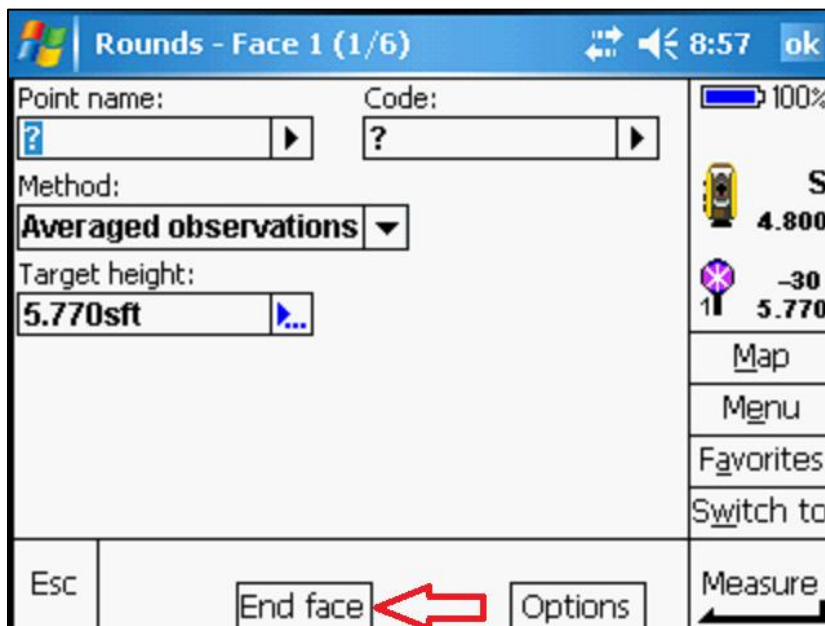 Rounds - Face 1 (1/6) 8:57 ok
Point name: Code:
? ?
100%
Method:
Averaged observations
S
4.800
Target height:
5.770sft
-30
1 5.770
Map
Menu
Favorites
Switch to
Esc End face Options Measure